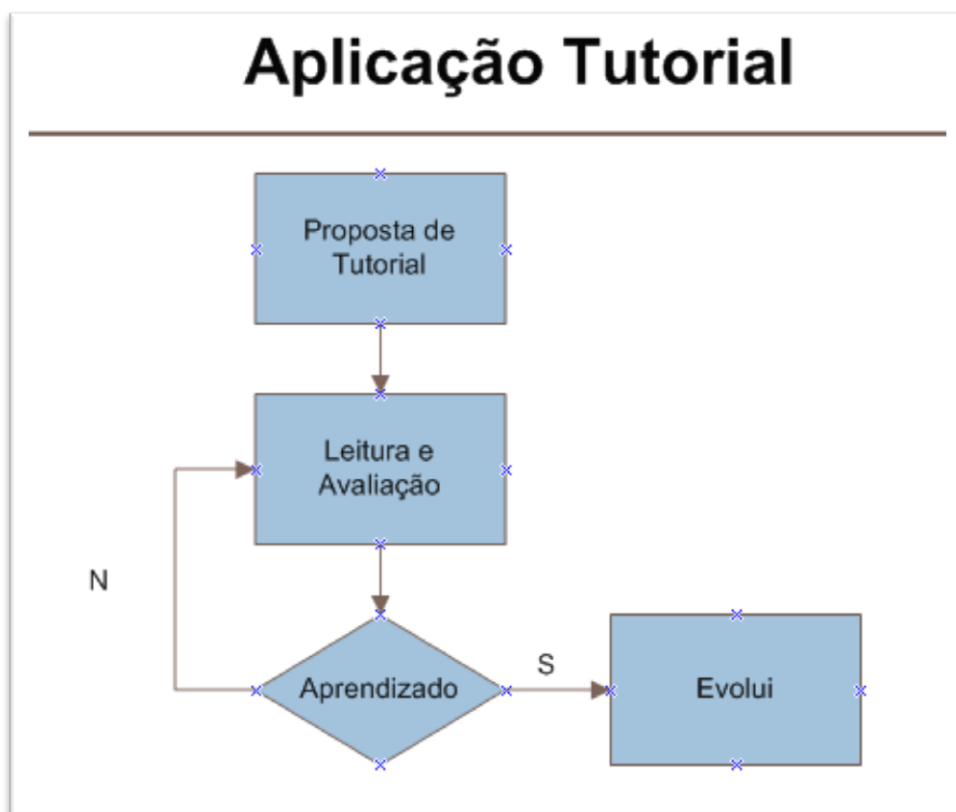 Aplicação Tutorial
Proposta de
Tutorial
Leitura e
Avaliação
N
S
Aprendizado
Evolui